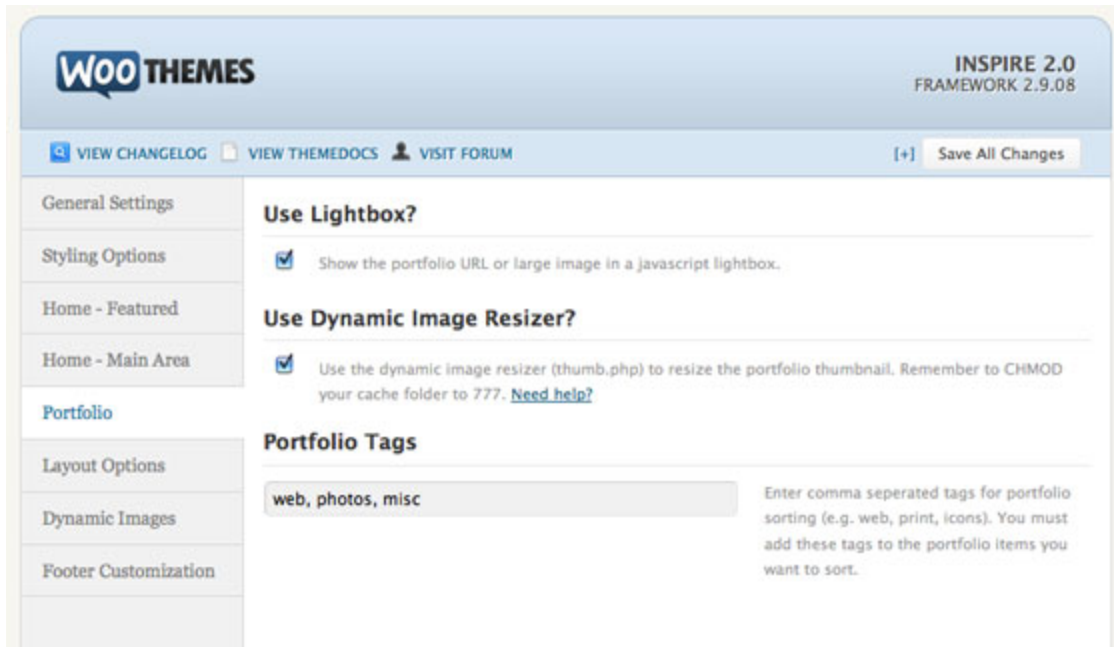 WOO THEMES
INSPIRE 2.0
FRAMEWORK 2.9.08
VIEW CHANGELOG VIEW THEMEDOCS VISIT FORUM [+] Save All Changes
General Settings
Styling Options
Home - Featured
Home - Main Area
Portfolio
Layout Options
Dynamic Images
Footer Customization
Use Lightbox?
Show the portfolio URL or large image in a javascript lightbox.
Use Dynamic Image Resizer?
Use the dynamic image resizer (thumb.php) to resize the portfolio thumbnail. Remember to CHMOD
your cache folder to 777. Need help?
Portfolio Tags
web, photos, misc
Enter comma seperated tags for portfolio
sorting (e.g. web, print, icons). You must
add these tags to the portfolio items you
want to sort.